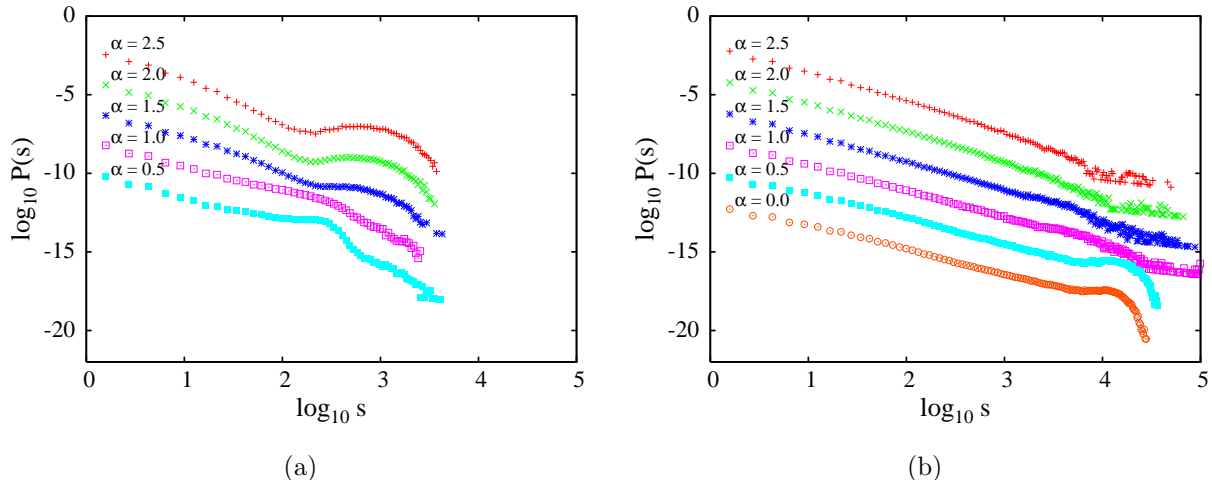 0
-5
-10
-15
-20
log10 P(s)
α = 2.5
α = 2.0
α = 1.5
α = 1.0
α = 0.5
0 1 2 3 4 5
log10 s
(a)
0
-5
-10
-15
-20
log10 P(s)
α = 2.5
α = 2.0
α = 1.5
α = 1.0
α = 0.5
α = 0.0
0 1 2 3 4 5
log10 s
(b)